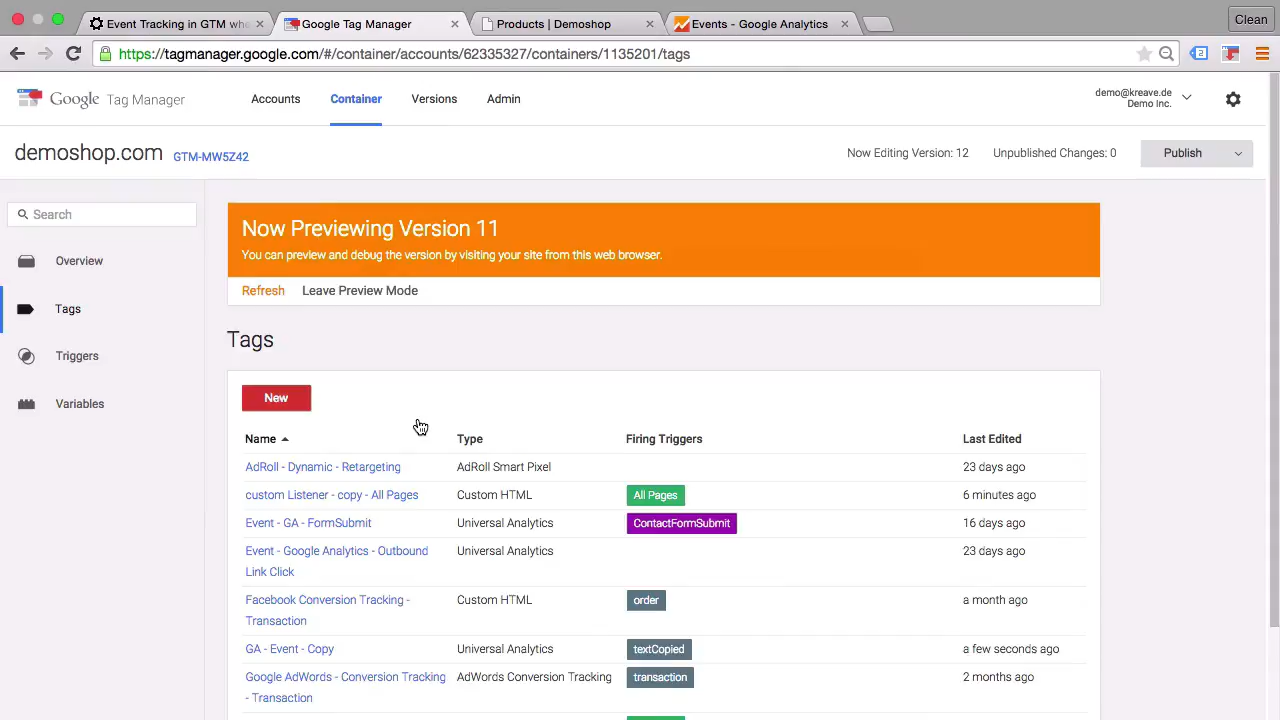 Event Tracking in GTM whe
Google Tag Manager
Products | Demoshop
Events - Google Analytics
Clean
https://tagmanager.google.com/#/container/accounts/62335327/containers/1135201/tags
2
Google Tag Manager
Accounts
Container
Versions
Admin
demo@kreave.de
Demo Inc.
demoshop.com GTM-MW5Z42
Now Editing Version: 12
Unpublished Changes: 0
Publish
Search
Overview
Tags
Triggers
Variables
Now Previewing Version 11
You can preview and debug the version by visiting your site from this web browser.
Refresh
Leave Preview Mode
Tags
New
Name Type Firing Triggers Last Edited
AdRoll - Dynamic - Retargeting AdRoll Smart Pixel 23 days ago
custom Listener - copy - All Pages Custom HTML All Pages 6 minutes ago
Event - GA - FormSubmit Universal Analytics ContactFormSubmit 16 days ago
Event - Google Analytics - Outbound Universal Analytics 23 days ago
Link Click
Facebook Conversion Tracking - Custom HTML order a month ago
Transaction
GA - Event - Copy Universal Analytics textCopied a few seconds ago
Google AdWords - Conversion Tracking AdWords Conversion Tracking transaction 2 months ago
- Transaction